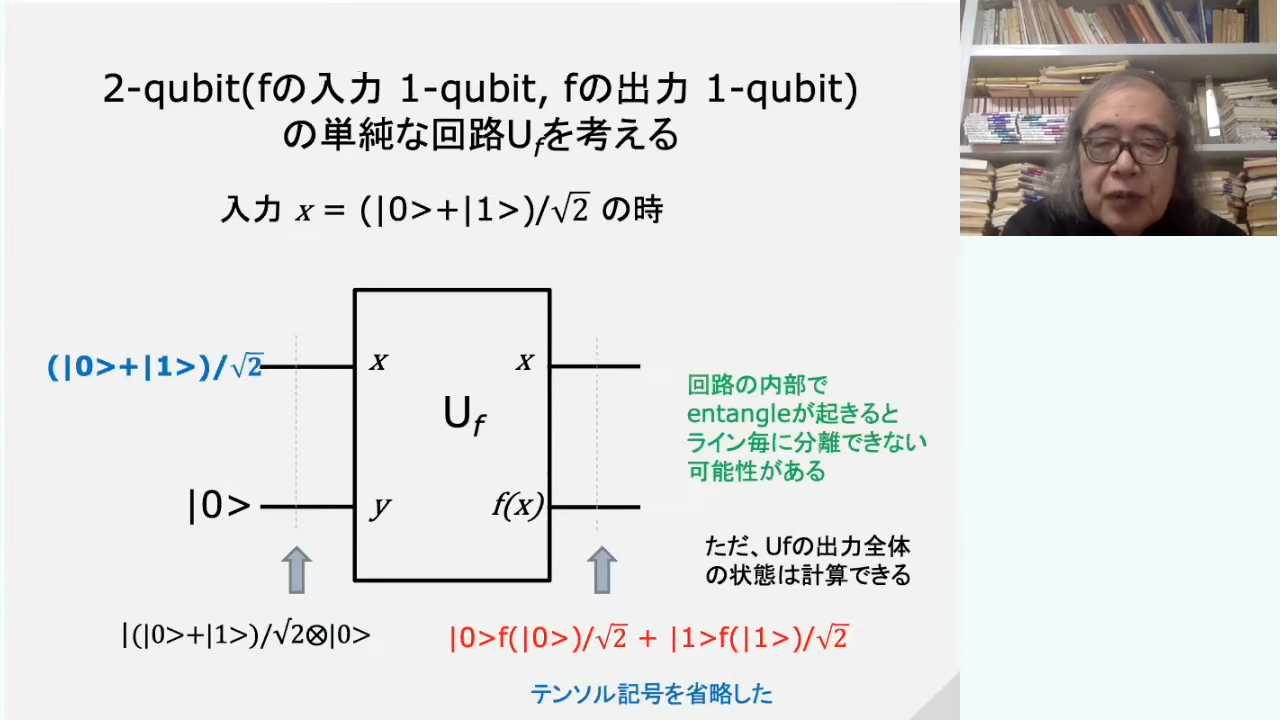 2-qubit(fの入力 1-qubit, fの出力 1-qubit)
の単純な回路Ufを考える
入力 x = (|0>+|1>)/√2 の時
(|0>+|1>)/√2
x
x
Uf
|0>
y
f(x)
回路の内部で
entangleが起きると
ライン毎に分離できない
可能性がある
ただ、Ufの出力全体
の状態は計算できる
|(|0>+|1>)/√2⊗|0>
|0>f(|0>)/√2 + |1>f(|1>)/√2
テンソル記号を省略した